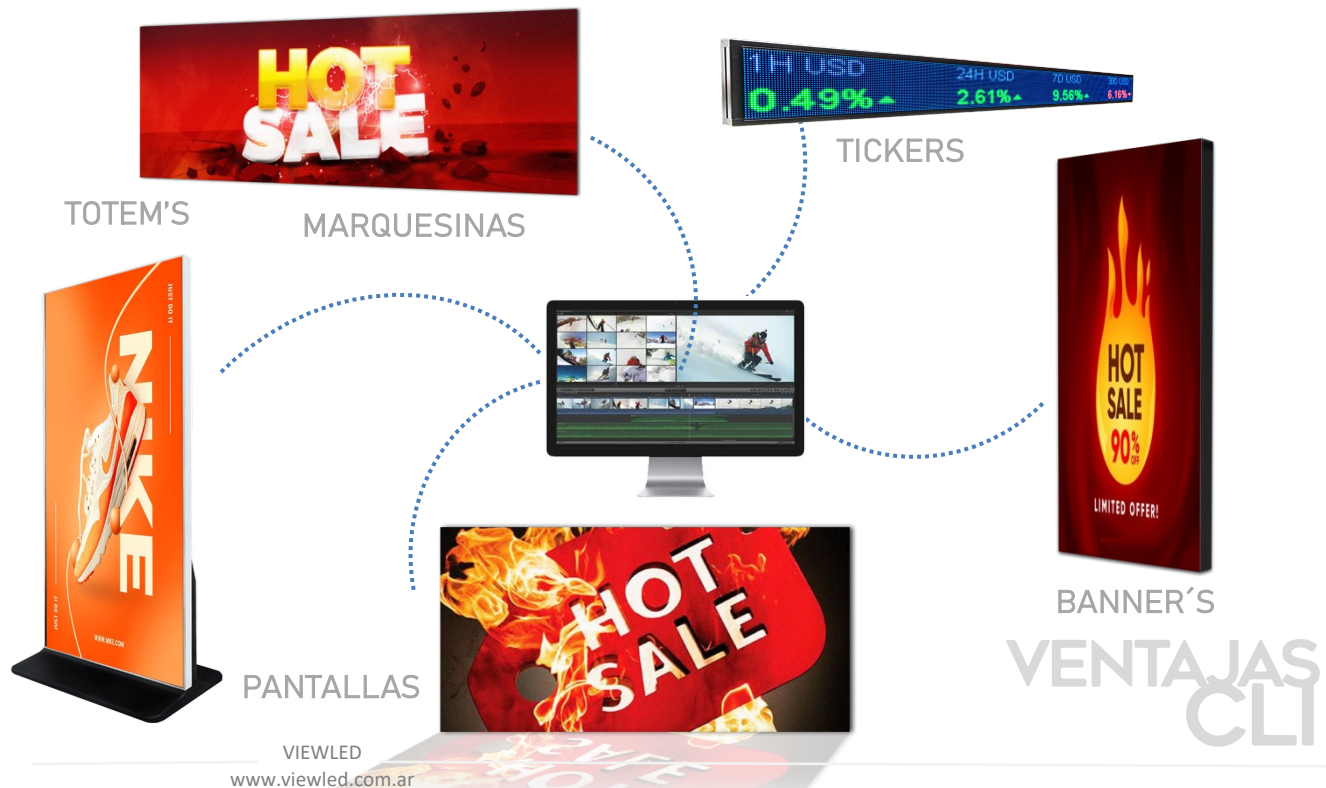 HOT
SALE
1H USD
24H USD
7D USD
30D USD
0.49%
2.61%
9.56%
6.16%
TICKERS
TOTEM'S
MARQUESINAS
JUST DO IT
NIKE
JUST DO IT
WWW.NIKE.COM
HOT
SALE
90%
OFF
LIMITED OFFER!
BANNER´S
HOT
SALE
PANTALLAS
VENTAJAS
CLI
VIEWLED
www.viewled.com.ar